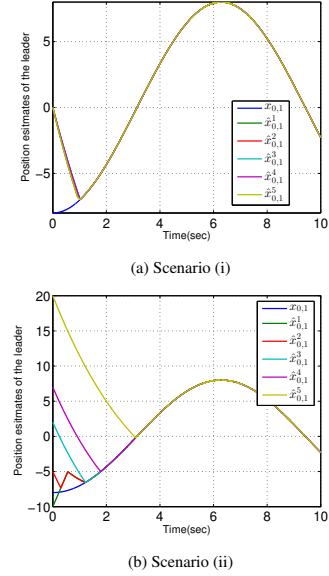 Position esitmates of the leader
5
0
−5
0 2 4 6 8 10
Time(sec)
x0,1
x̂¹0,1
x̂²0,1
x̂³0,1
x̂⁴0,1
x̂⁵0,1
(a) Scenario (i)
Position esitmates of the leader
20
15
10
5
0
−5
−10
0 2 4 6 8 10
Time(sec)
x0,1
x̂¹0,1
x̂²0,1
x̂³0,1
x̂⁴0,1
x̂⁵0,1
(b) Scenario (ii)